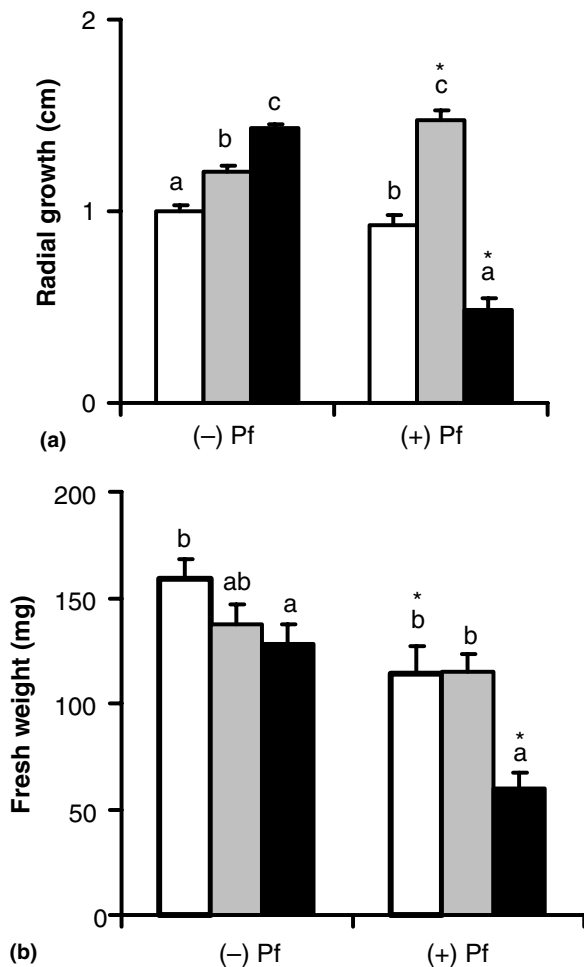 2
*
c
c
b
*
a
b
a
1
0
Radial growth (cm)
(a)
(–) Pf
(+) Pf
200
b
ab
a
*
b
b
*
a
150
100
50
0
Fresh weight (mg)
(b)
(–) Pf
(+) Pf